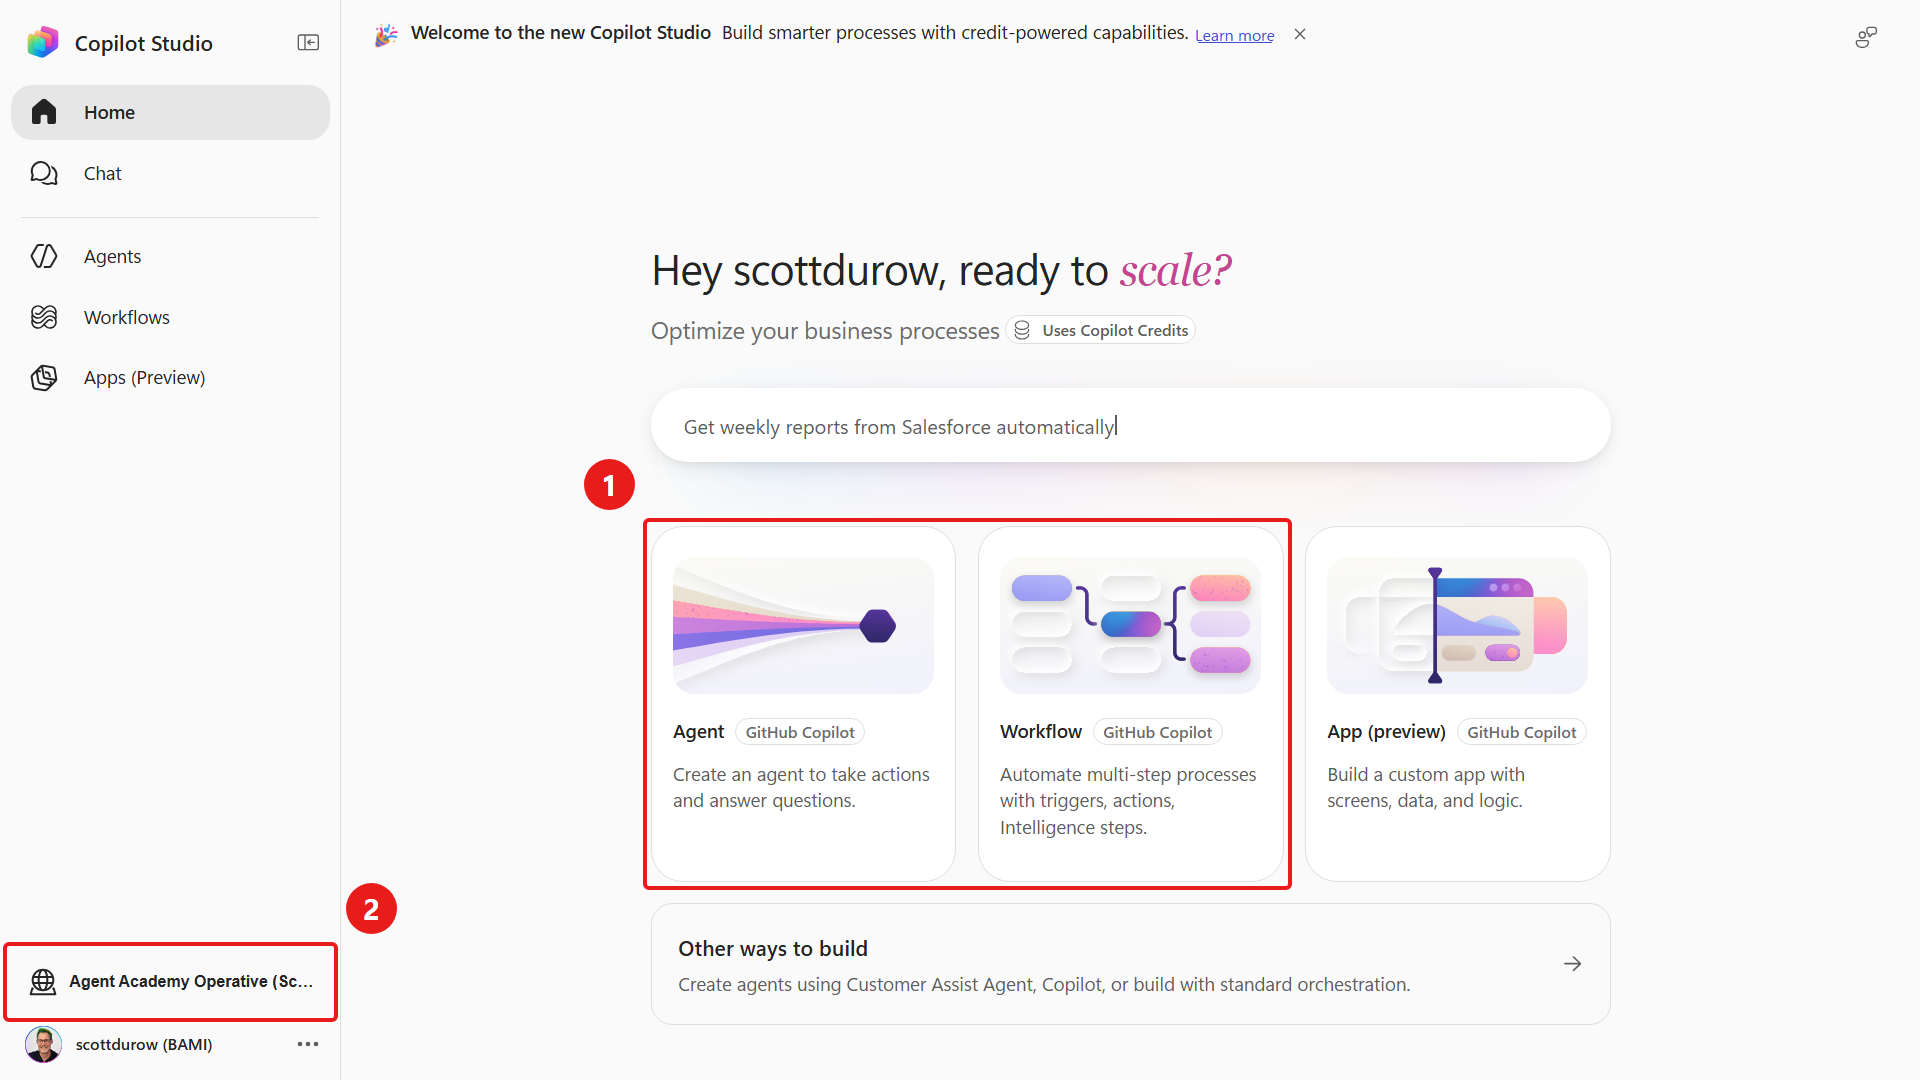 Copilot Studio
Home
Chat
Agents
Workflows
Apps (Preview)
2
Agent Academy Operative (Sc...
scottdurow (BAMI)
Welcome to the new Copilot Studio Build smarter processes with credit-powered capabilities. Learn more
Hey scottdurow, ready to scale?
Optimize your business processes Uses Copilot Credits
Get weekly reports from Salesforce automatically
1
Agent GitHub Copilot
Create an agent to take actions
and answer questions.
Workflow GitHub Copilot
Automate multi-step processes
with triggers, actions,
Intelligence steps.
App (preview) GitHub Copilot
Build a custom app with
screens, data, and logic.
Other ways to build
Create agents using Customer Assist Agent, Copilot, or build with standard orchestration.